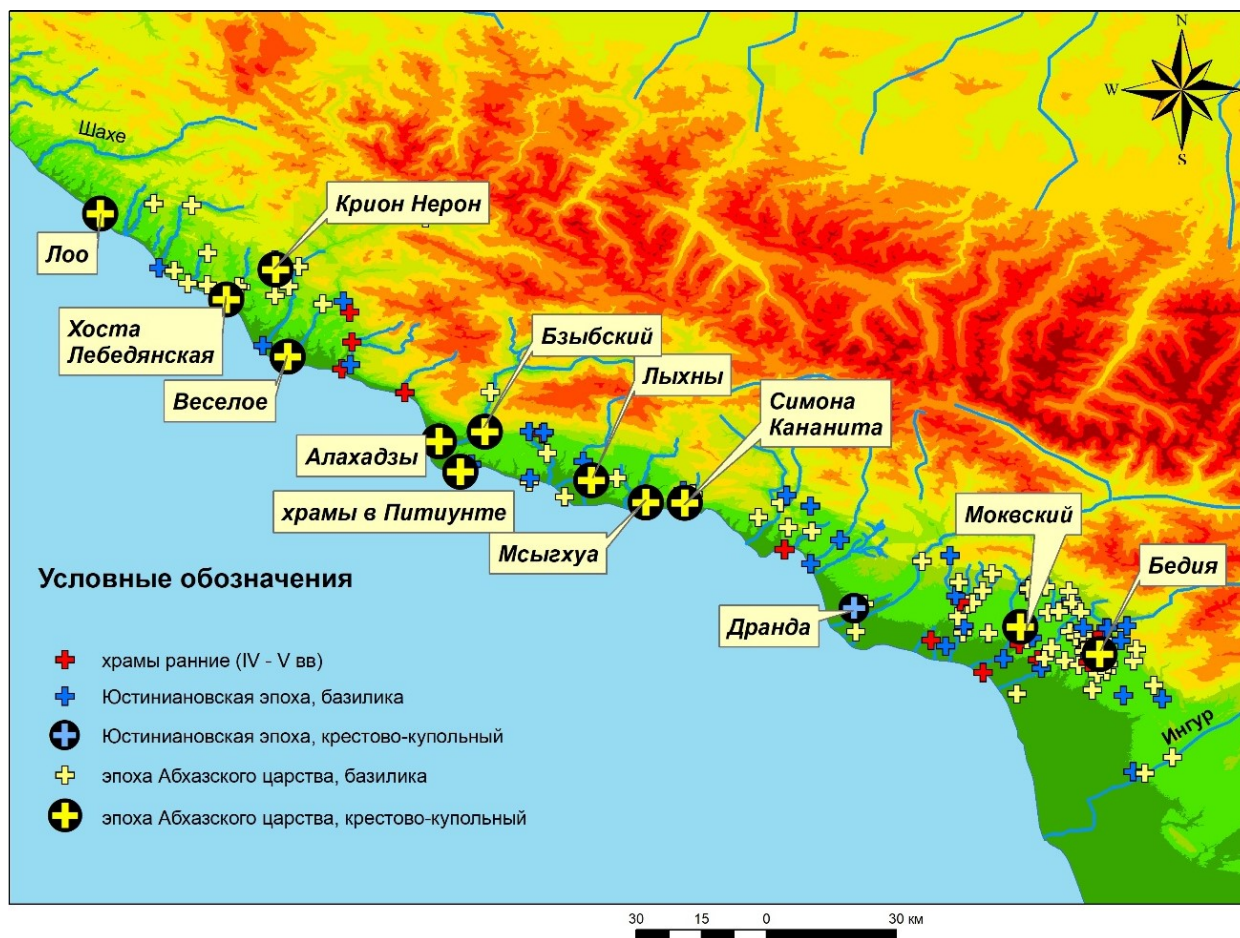 N
W
S
Шахе
Крион Нерон
Лоо
Хоста
Лебедянская
Бзыбский
Лыхны
Веселое
Симона
Кананита
Алахадзы
храмы в Питиунте
Моквский
Мсыгхуа
Бедия
Дранда
Ингур
Условные обозначения
храмы ранние (IV - V вв)
Юстиниановская эпоха, базилика
Юстиниановская эпоха, крестово-купольный
эпоха Абхазского царства, базилика
эпоха Абхазского царства, крестово-купольный
30 15 0 30 км